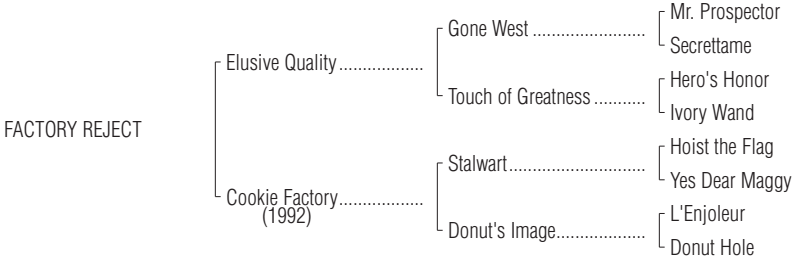 Mr. Prospector
Gone West ........................
Secrettame
Elusive Quality..................
Hero's Honor
Touch of Greatness ...........
Ivory Wand
FACTORY REJECT
Hoist the Flag
Stalwart.............................
Yes Dear Maggy
Cookie Factory..................
(1992)
L'Enjoleur
Donut's Image...................
Donut Hole